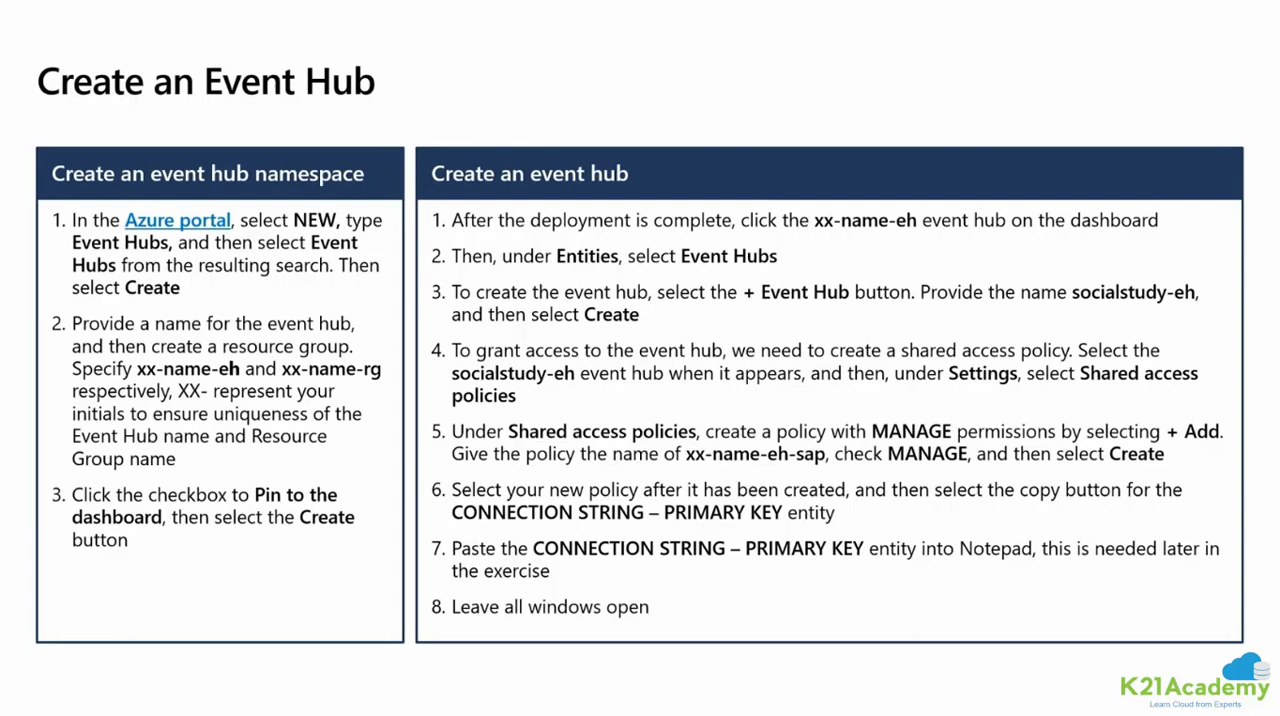 Create an Event Hub
Create an event hub namespace
1. In the Azure portal, select NEW, type
Event Hubs, and then select Event
Hubs from the resulting search. Then
select Create
2. Provide a name for the event hub,
and then create a resource group.
Specify xx-name-eh and xx-name-rg
respectively, XX- represent your
initials to ensure uniqueness of the
Event Hub name and Resource
Group name
3. Click the checkbox to Pin to the
dashboard, then select the Create
button
Create an event hub
1. After the deployment is complete, click the xx-name-eh event hub on the dashboard
2. Then, under Entities, select Event Hubs
3. To create the event hub, select the + Event Hub button. Provide the name socialstudy-eh,
and then select Create
4. To grant access to the event hub, we need to create a shared access policy. Select the
socialstudy-eh event hub when it appears, and then, under Settings, select Shared access
policies
5. Under Shared access policies, create a policy with MANAGE permissions by selecting + Add.
Give the policy the name of xx-name-eh-sap, check MANAGE, and then select Create
6. Select your new policy after it has been created, and then select the copy button for the
CONNECTION STRING – PRIMARY KEY entity
7. Paste the CONNECTION STRING – PRIMARY KEY entity into Notepad, this is needed later in
the exercise
8. Leave all windows open
K21Academy
Learn Cloud from Experts